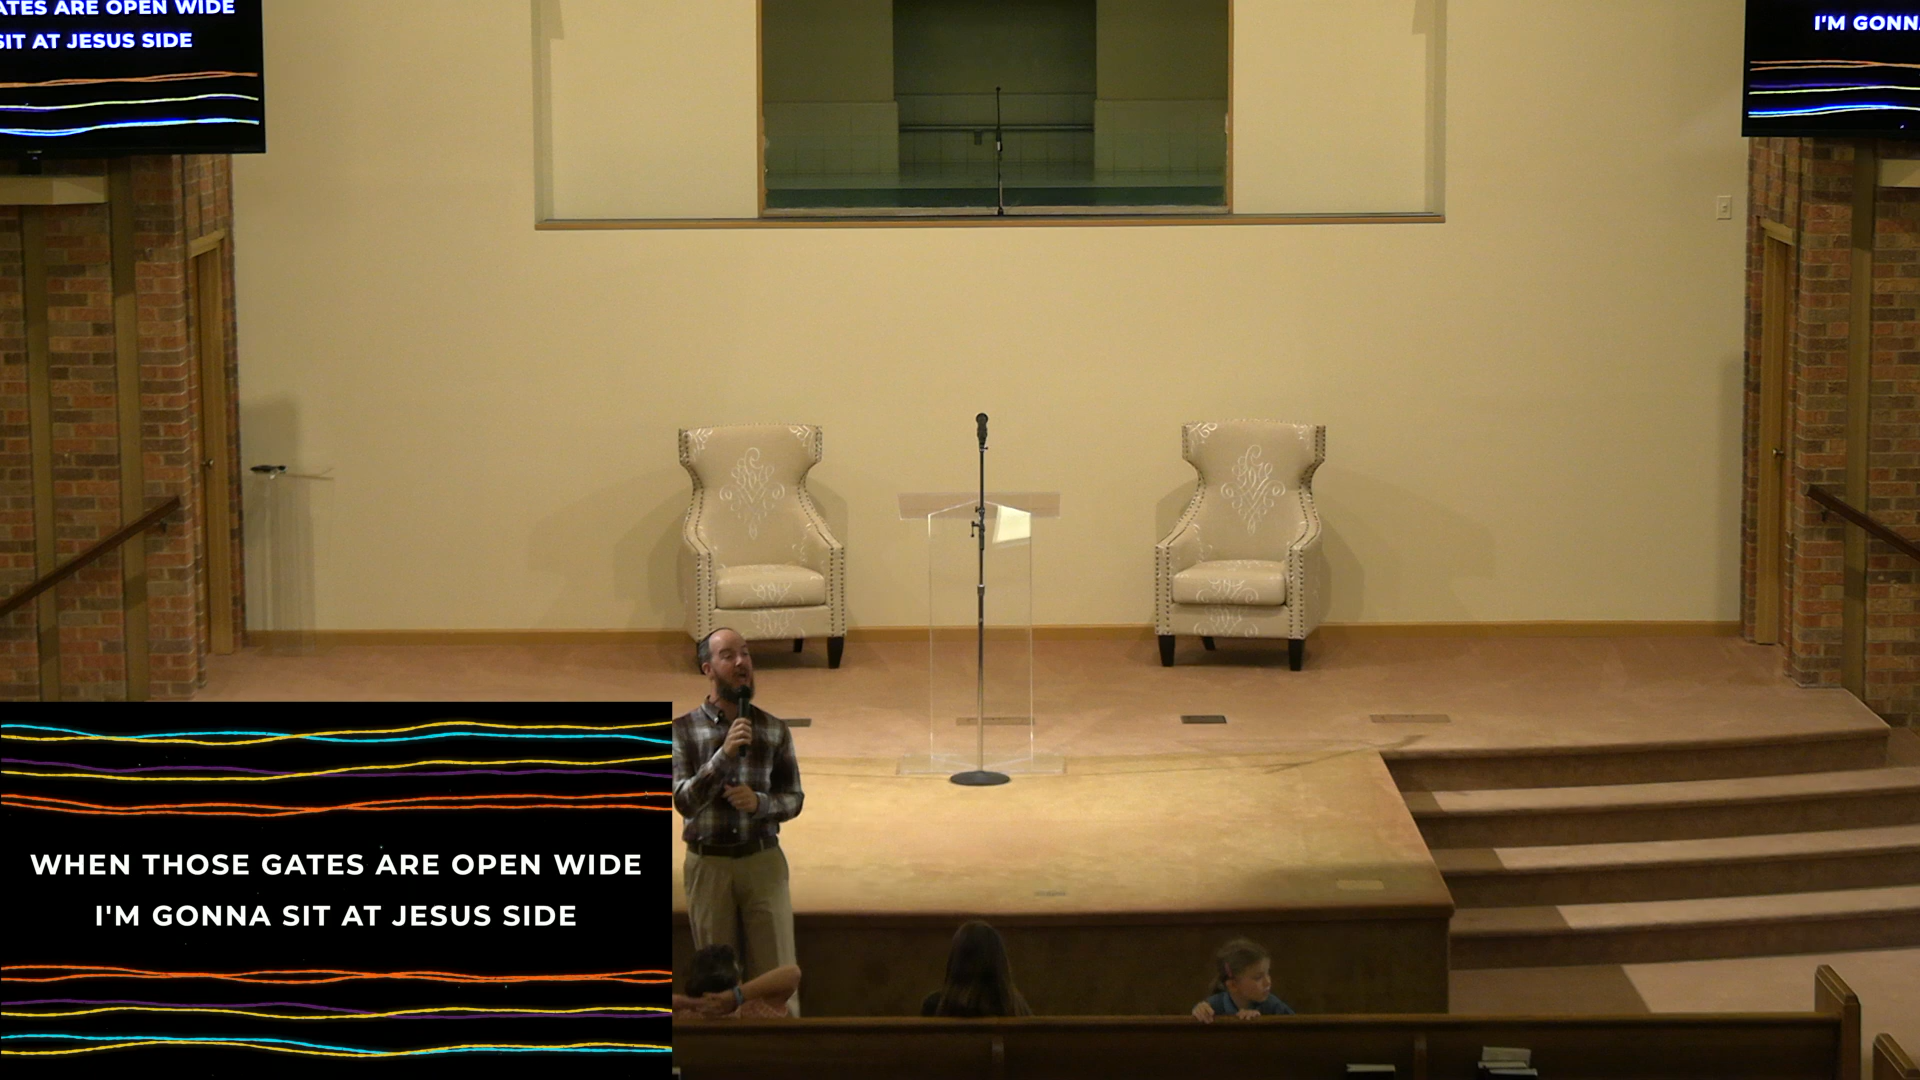 ATES ARE OPEN WIDE
SIT AT JESUS SIDE
I'M GONN
WHEN THOSE GATES ARE OPEN WIDE
I'M GONNA SIT AT JESUS SIDE